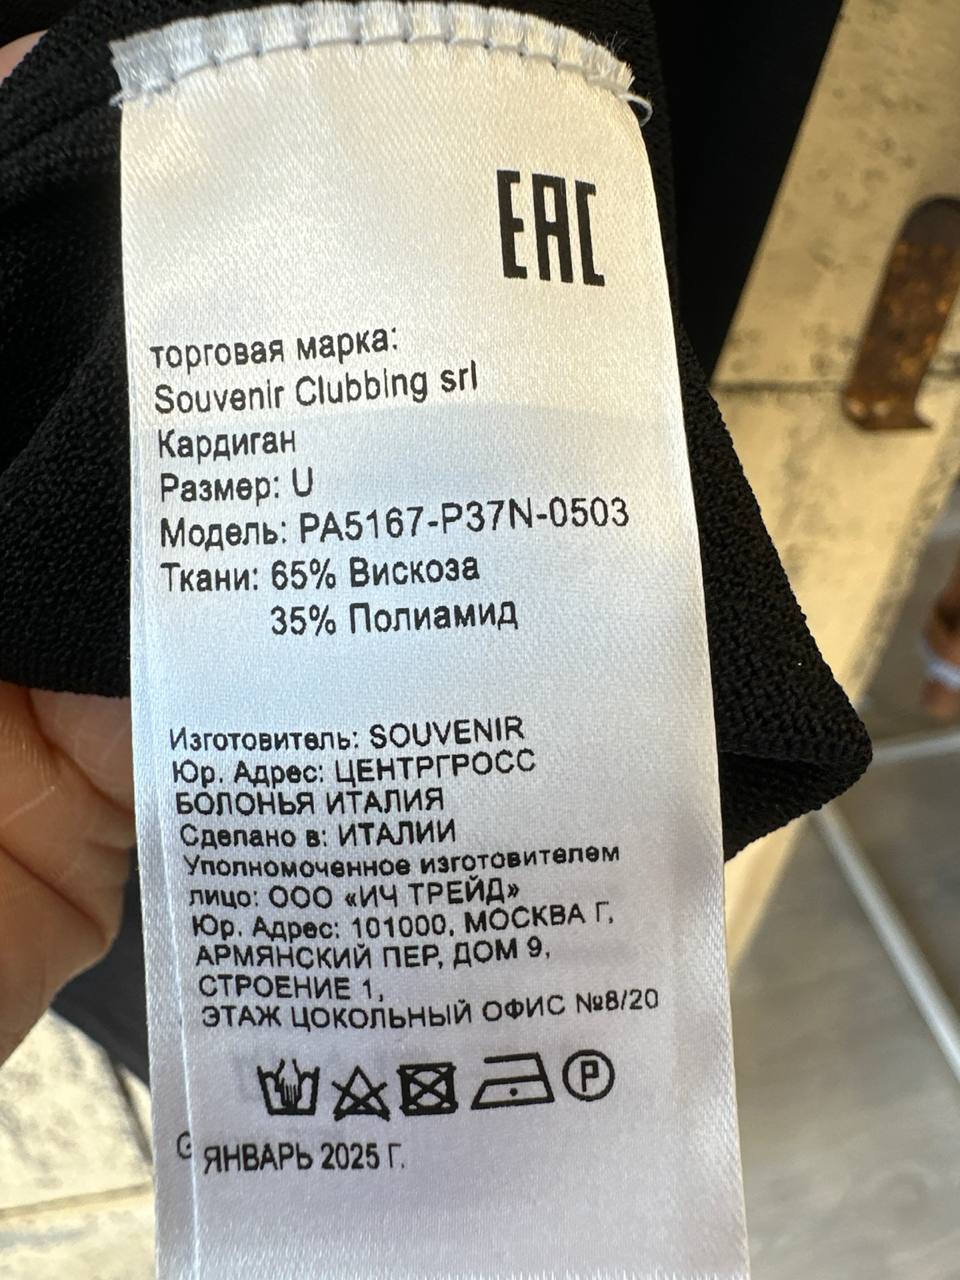 EAC
торговая марка:
Souvenir Clubbing srl
Кардиган
Размер: U
Модель: PA5167-P37N-0503
Ткани: 65% Вискоза
35% Полиамид
Изготовитель: SOUVENIR
Юр. Адрес: ЦЕНТРГРОСС
БОЛОНЬЯ ИТАЛИЯ
Сделано в: ИТАЛИИ
Уполномоченное изготовителем
лицо: ООО «ИЧ ТРЕЙД»
Юр. Адрес: 101000, МОСКВА Г,
АРМЯНСКИЙ ПЕР, ДОМ 9,
СТРОЕНИЕ 1,
ЭТАЖ ЦОКОЛЬНЫЙ ОФИС №8/20
P
ЯНВАРЬ 2025 Г.